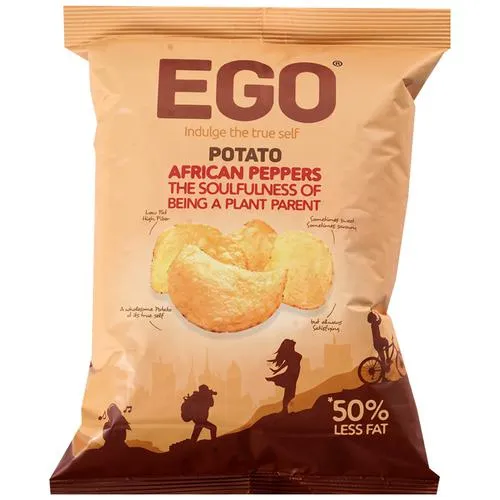 EGO®
Indulge the true self
POTATO
AFRICAN PEPPERS
THE SOULFULNESS OF
BEING A PLANT PARENT
Low Fat
High Fiber
Sometimes sweet
Sometimes savoury
A wholesome Potato
of its true self
but always
Satisfying
*50%
LESS FAT